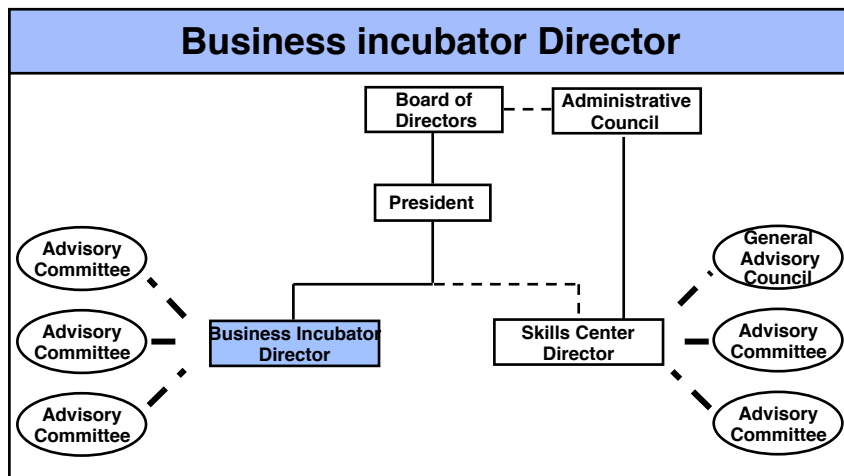 Business incubator Director
Board of
Directors
Administrative
Council
President
Advisory
Committee
General
Advisory
Council
Business Incubator
Director
Skills Center
Director
Advisory
Committee
Advisory
Committee
Advisory
Committee
Advisory
Committee